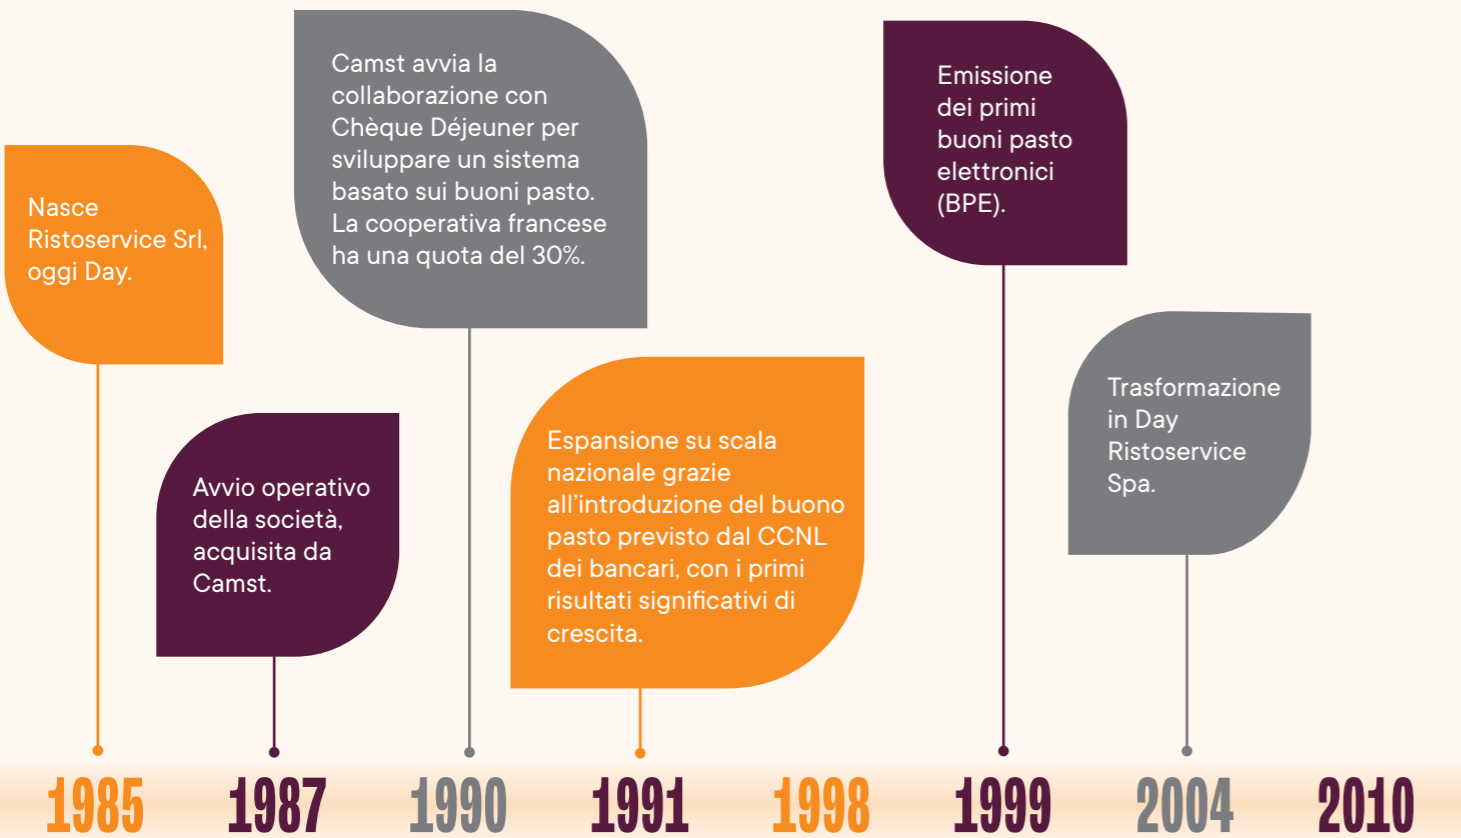 Nasce
Ristoservice Srl,
oggi Day.
Avvio operativo
della società,
acquisita da
Camst.
Camst avvia la
collaborazione con
Chèque Déjeuner per
sviluppare un sistema
basato sui buoni pasto.
La cooperativa francese
ha una quota del 30%.
Espansione su scala
nazionale grazie
all'introduzione del buono
pasto previsto dal CCNL
dei bancari, con i primi
risultati significativi di
crescita.
Emissione
dei primi
buoni pasto
elettronici
(BPE).
Trasformazione
in Day
Ristoservice
Spa.
1985 1987 1990 1991 1998 1999 2004 2010